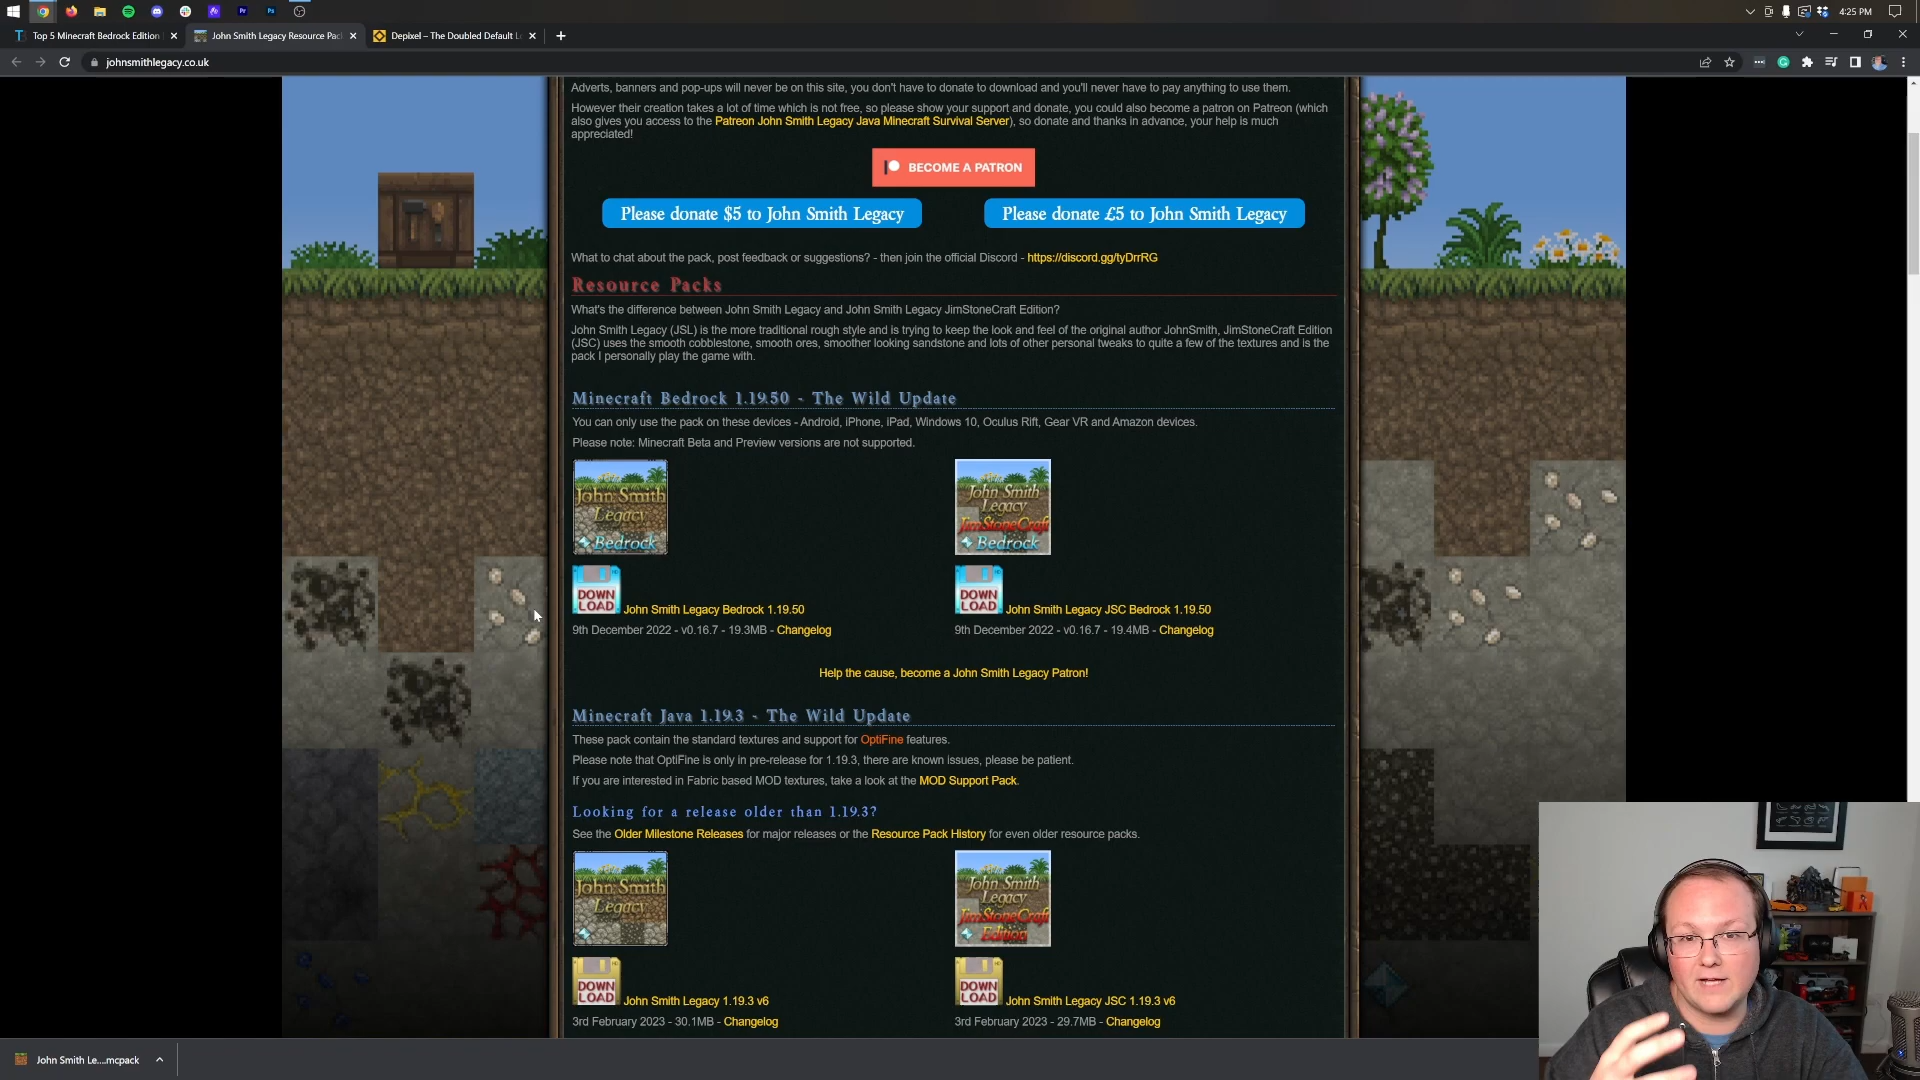 4:25 PM
Top 5 Minecraft Bedrock Edition
John Smith Legacy Resource Pac
Depixel – The Doubled Default L
johnsmithlegacy.co.uk
Adverts, banners and pop-ups will never be on this site, you don't have to donate to download and you'll never have to pay anything to use them.
However their creation takes a lot of time which is not free, so please show your support and donate, you could also become a patron on Patreon (which
also gives you access to the Patreon John Smith Legacy Java Minecraft Survival Server), so donate and thanks in advance, your help is much
appreciated!
BECOME A PATRON
Please donate $5 to John Smith Legacy
Please donate £5 to John Smith Legacy
What to chat about the pack, post feedback or suggestions? - then join the official Discord - https://discord.gg/tyDrrRG
Resource Packs
What's the difference between John Smith Legacy and John Smith Legacy JimStoneCraft Edition?
John Smith Legacy (JSL) is the more traditional rough style and is trying to keep the look and feel of the original author JohnSmith, JimStoneCraft Edition
(JSC) uses the smooth cobblestone, smooth ores, smoother looking sandstone and lots of other personal tweaks to quite a few of the textures and is the
pack I personally play the game with.
Minecraft Bedrock 1.19.50 - The Wild Update
You can only use the pack on these devices - Android, iPhone, iPad, Windows 10, Oculus Rift, Gear VR and Amazon devices.
Please note: Minecraft Beta and Preview versions are not supported.
John Smith
Legacy
Bedrock
John Smith
Legacy
JimStoneCraft
Bedrock
DOWN
LOAD
John Smith Legacy Bedrock 1.19.50
DOWN
LOAD
John Smith Legacy JSC Bedrock 1.19.50
9th December 2022 - v0.16.7 - 19.3MB - Changelog
9th December 2022 - v0.16.7 - 19.4MB - Changelog
Help the cause, become a John Smith Legacy Patron!
Minecraft Java 1.19.3 - The Wild Update
These pack contain the standard textures and support for OptiFine features.
Please note that OptiFine is only in pre-release for 1.19.3, there are known issues, please be patient.
If you are interested in Fabric based MOD textures, take a look at the MOD Support Pack.
Looking for a release older than 1.19.3?
See the Older Milestone Releases for major releases or the Resource Pack History for even older resource packs.
John Smith
Legacy
John Smith
Legacy
JimStoneCraft
Edition
DOWN
LOAD
John Smith Legacy 1.19.3 v6
DOWN
LOAD
John Smith Legacy JSC 1.19.3 v6
3rd February 2023 - 30.1MB - Changelog
3rd February 2023 - 29.7MB - Changelog
John Smith Le....mcpack